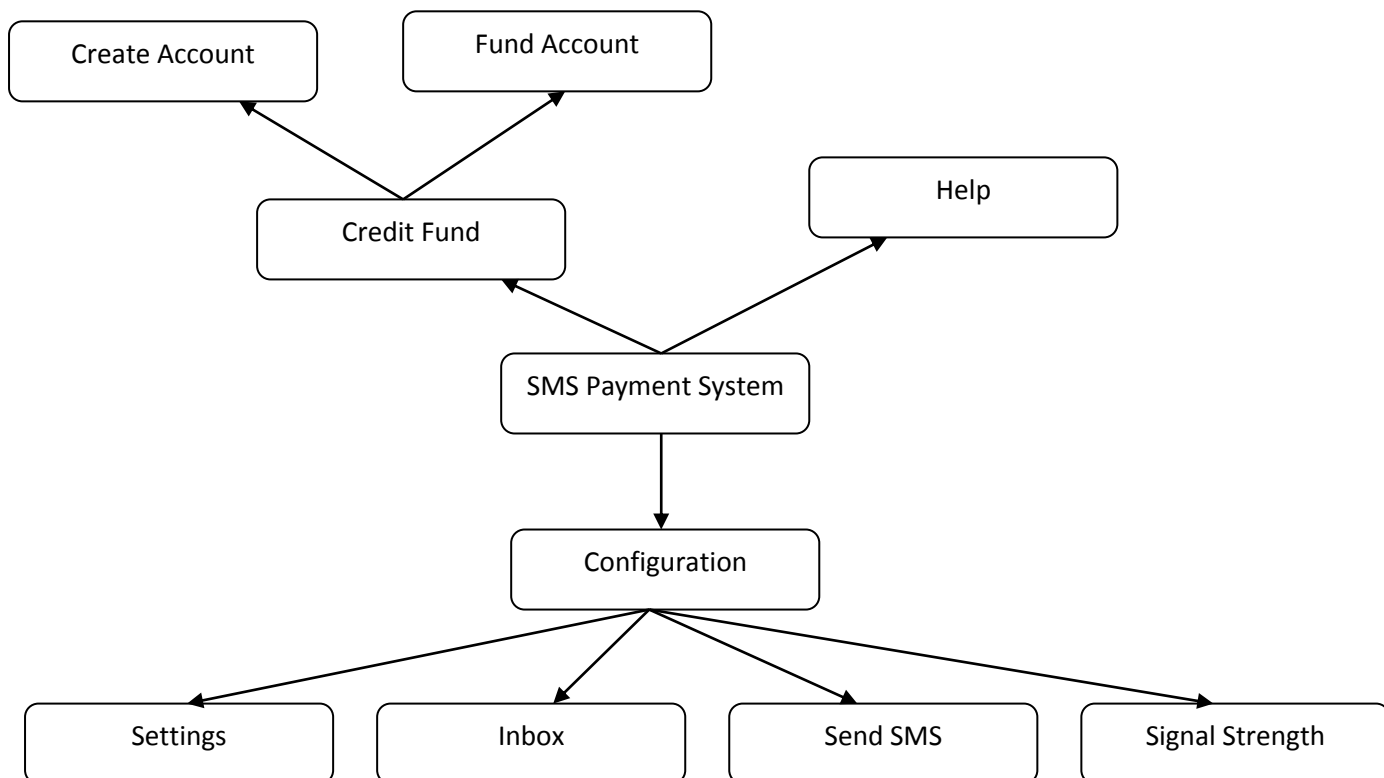 Create Account
Fund Account
Help
Credit Fund
SMS Payment System
Configuration
Settings
Inbox
Send SMS
Signal Strength